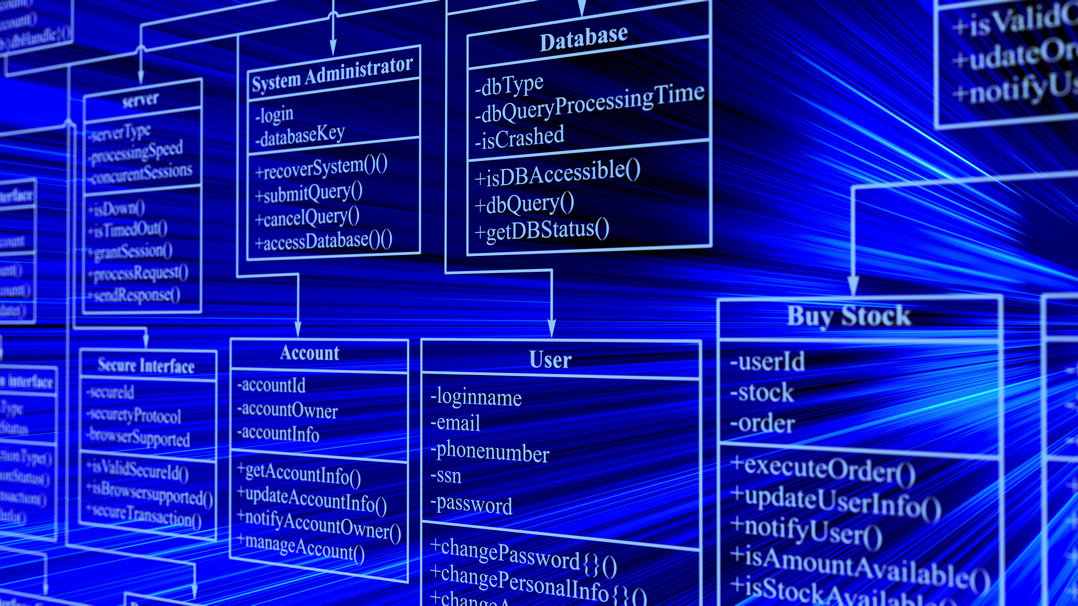 server
-serverType
-processingSpeed
-concurentSessions
+isDown()
+isTimedOut()
+grantSession()
+processRequest()
+sendResponse()
System Administrator
-login
-databaseKey
+recoverSystem()()
+submitQuery()
+cancelQuery()
+accessDatabase()()
Database
-dbType
-dbQueryProcessingTime
-isCrashed
+isDBAccessible()
+dbQuery()
+getDBStatus()
Secure Interface
-secureId
-securetyProtocol
-browserSupported
+isValidSecureId()
+isBrowsersupported()
+secureTransaction()
Account
-accountId
-accountOwner
-accountInfo
+getAccountInfo()
+updateAccountInfo()
+notifyAccountOwner()
+manageAccount()
User
-loginname
-email
-phonenumber
-ssn
-password
+changePassword{}()
+changePersonalInfo{}()
Buy Stock
-userId
-stock
-order
+executeOrder()
+updateUserInfo()
+notifyUser()
+isAmountAvailable()